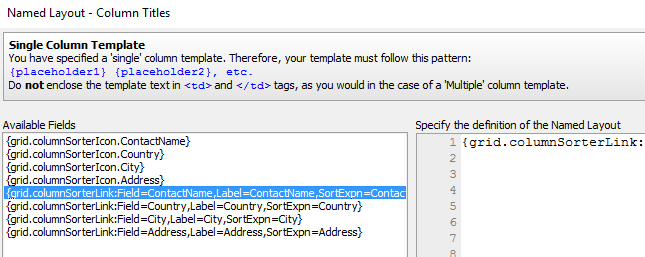 Named Layout - Column Titles
Single Column Template
You have specified a 'single' column template. Therefore, your template must follow this pattern:
{placeholder1} {placeholder2}, etc.
Do not enclose the template text in <td> and </td> tags, as you would in the case of a 'Multiple' column template.
Available Fields
{grid.columnSorterIcon.ContactName}
{grid.columnSorterIcon.Country}
{grid.columnSorterIcon.City}
{grid.columnSorterIcon.Address}
{grid.columnSorterLink:Field=ContactName,Label=ContactName,SortExpn=Contac
{grid.columnSorterLink:Field=Country,Label=Country,SortExpn=Country}
{grid.columnSorterLink:Field=City,Label=City,SortExpn=City}
{grid.columnSorterLink:Field=Address,Label=Address,SortExpn=Address}
Specify the definition of the Named Layout
1 {grid.columnSorterLink:
2
3
4
5
6
7
8